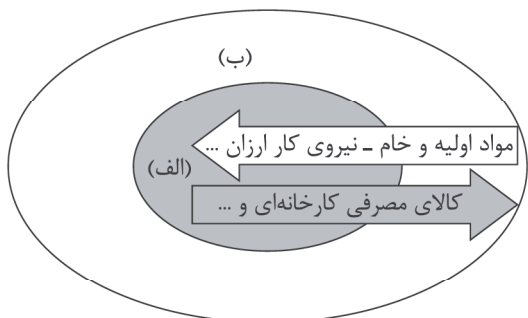 (ب)
مواد اولیه و خام ـ نیروی کار ارزان ...
(الف)
کالای مصرفی کارخانه‌ای و ...